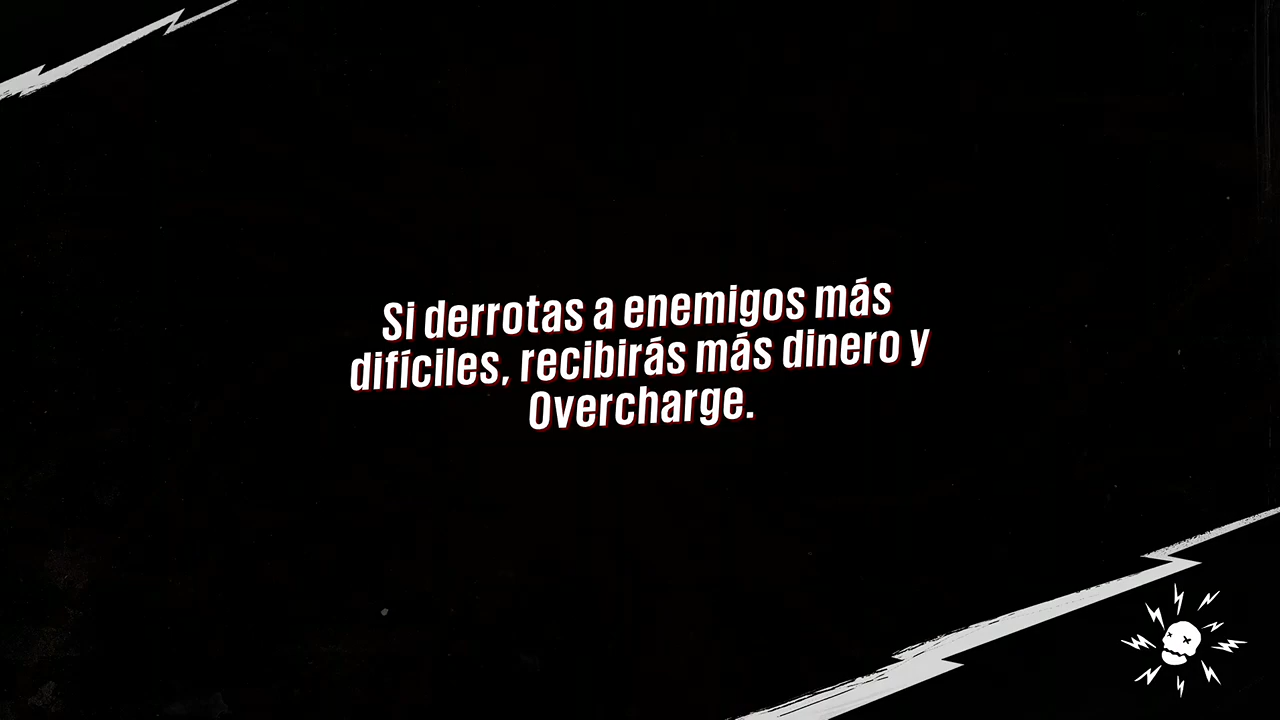 Si derrotas a enemigos más
difíciles, recibirás más dinero y
Overcharge.